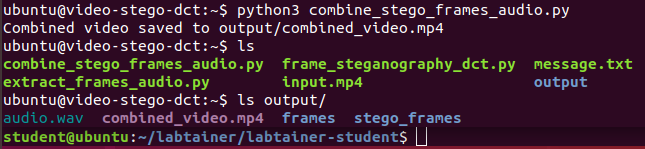 ubuntu@video-stego-dct:~$ python3 combine_stego_frames_audio.py
Combined video saved to output/combined_video.mp4
ubuntu@video-stego-dct:~$ ls
combine_stego_frames_audio.py frame_steganography_dct.py message.txt
extract_frames_audio.py input.mp4 output
ubuntu@video-stego-dct:~$ ls output/
audio.wav combined_video.mp4 frames stego_frames
student@ubuntu:~/labtainer/labtainer-student$